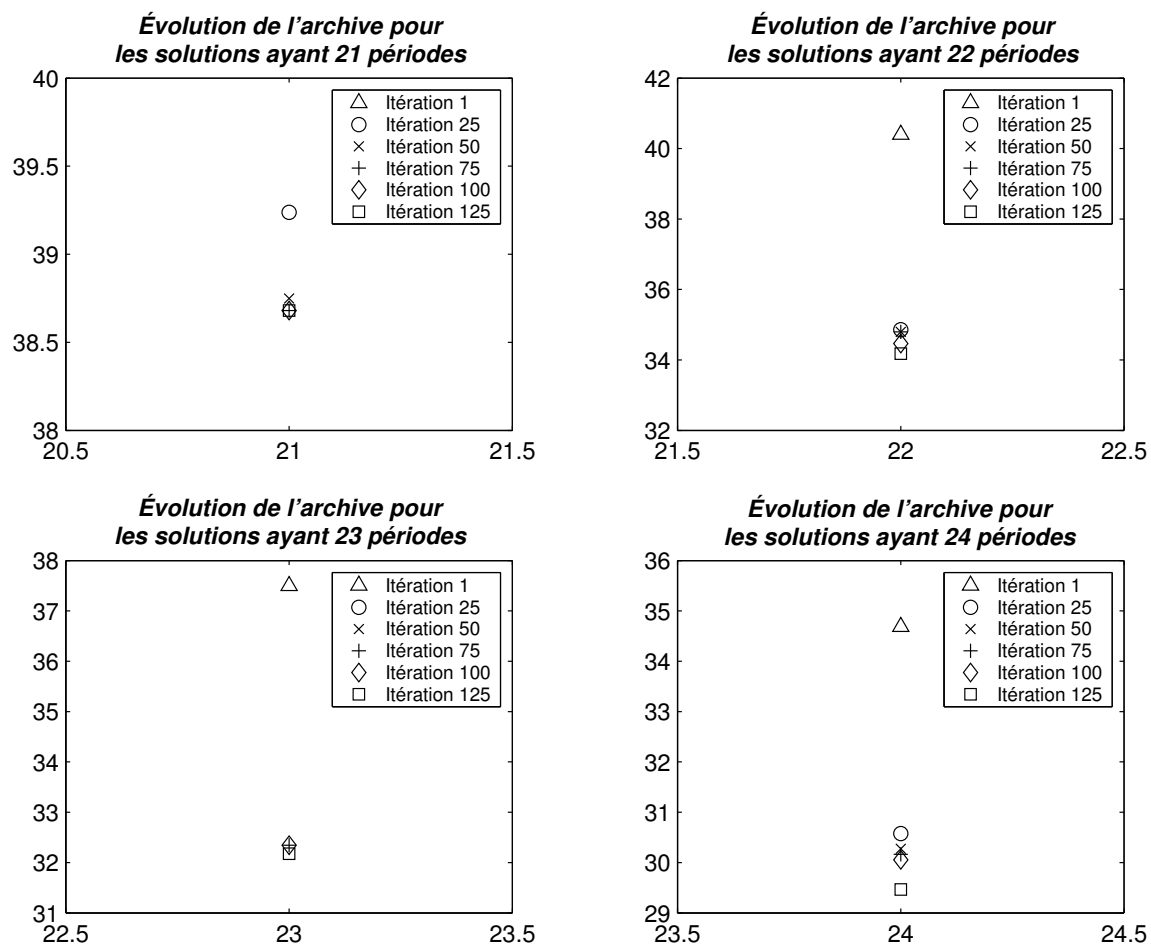 Évolution de l'archive pour
les solutions ayant 21 périodes
40
39.5
39
38.5
38
20.5
21
21.5
Itération 1
Itération 25
Itération 50
Itération 75
Itération 100
Itération 125
Évolution de l'archive pour
les solutions ayant 22 périodes
42
40
38
36
34
32
21.5
22
22.5
Itération 1
Itération 25
Itération 50
Itération 75
Itération 100
Itération 125
Évolution de l'archive pour
les solutions ayant 23 périodes
38
37
36
35
34
33
32
31
22.5
23
23.5
Itération 1
Itération 25
Itération 50
Itération 75
Itération 100
Itération 125
Évolution de l'archive pour
les solutions ayant 24 périodes
36
35
34
33
32
31
30
29
23.5
24
24.5
Itération 1
Itération 25
Itération 50
Itération 75
Itération 100
Itération 125